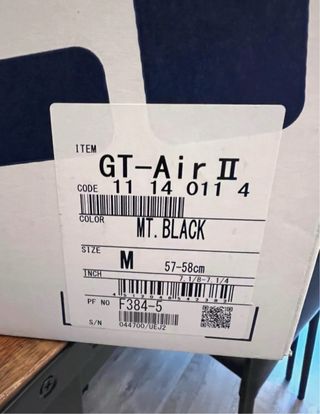 ITEM
GT-Air II
CODE 11 14 011 4
COLOR
MT. BLACK
SIZE
M 57-58cm
INCH 7.1/8-7.1/4
PF NO F384-5
S/N 044700/UEJ2